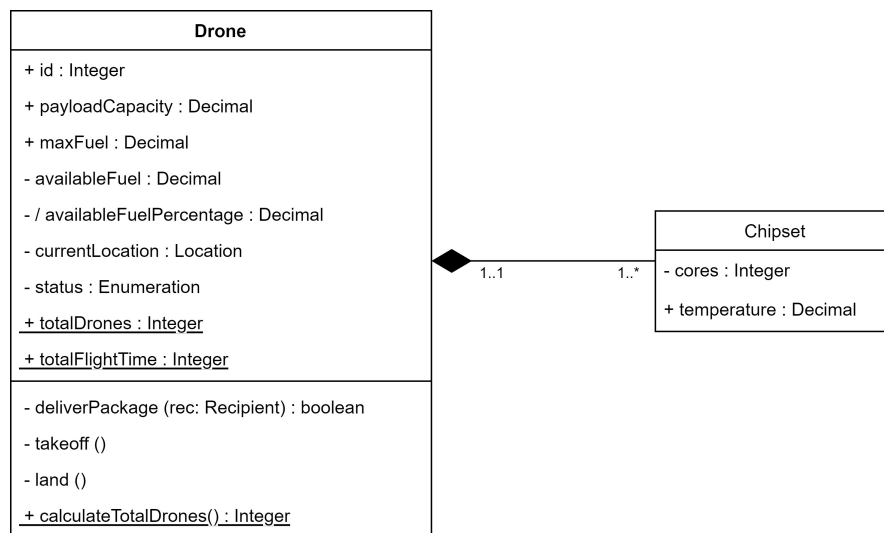 Drone
+ id : Integer
+ payloadCapacity : Decimal
+ maxFuel : Decimal
- availableFuel : Decimal
- / availableFuelPercentage : Decimal
- currentLocation : Location
- status : Enumeration
+ totalDrones : Integer
+ totalFlightTime : Integer
- deliverPackage (rec: Recipient) : boolean
- takeoff ()
- land ()
+ calculateTotalDrones() : Integer
1..1
1..*
Chipset
- cores : Integer
+ temperature : Decimal